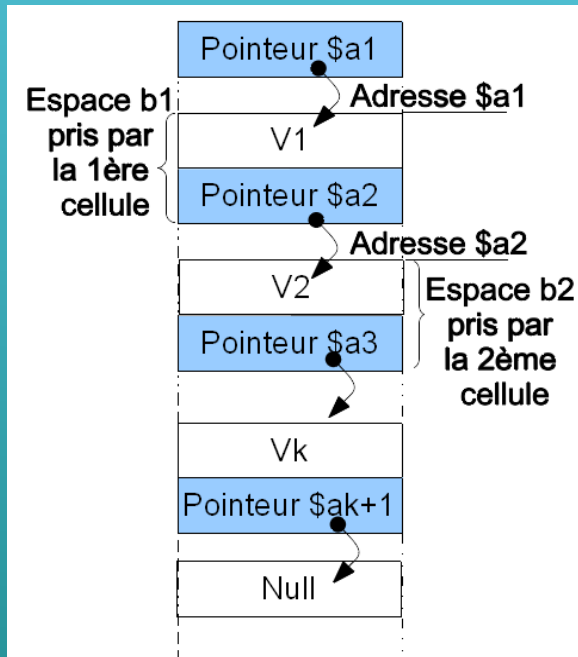 Pointeur $a1
Espace b1
pris par
la 1ère
cellule
Adresse $a1
V1
Pointeur $a2
Adresse $a2
V2
Pointeur $a3
Espace b2
pris par
la 2ème
cellule
Vk
Pointeur $ak+1
Null